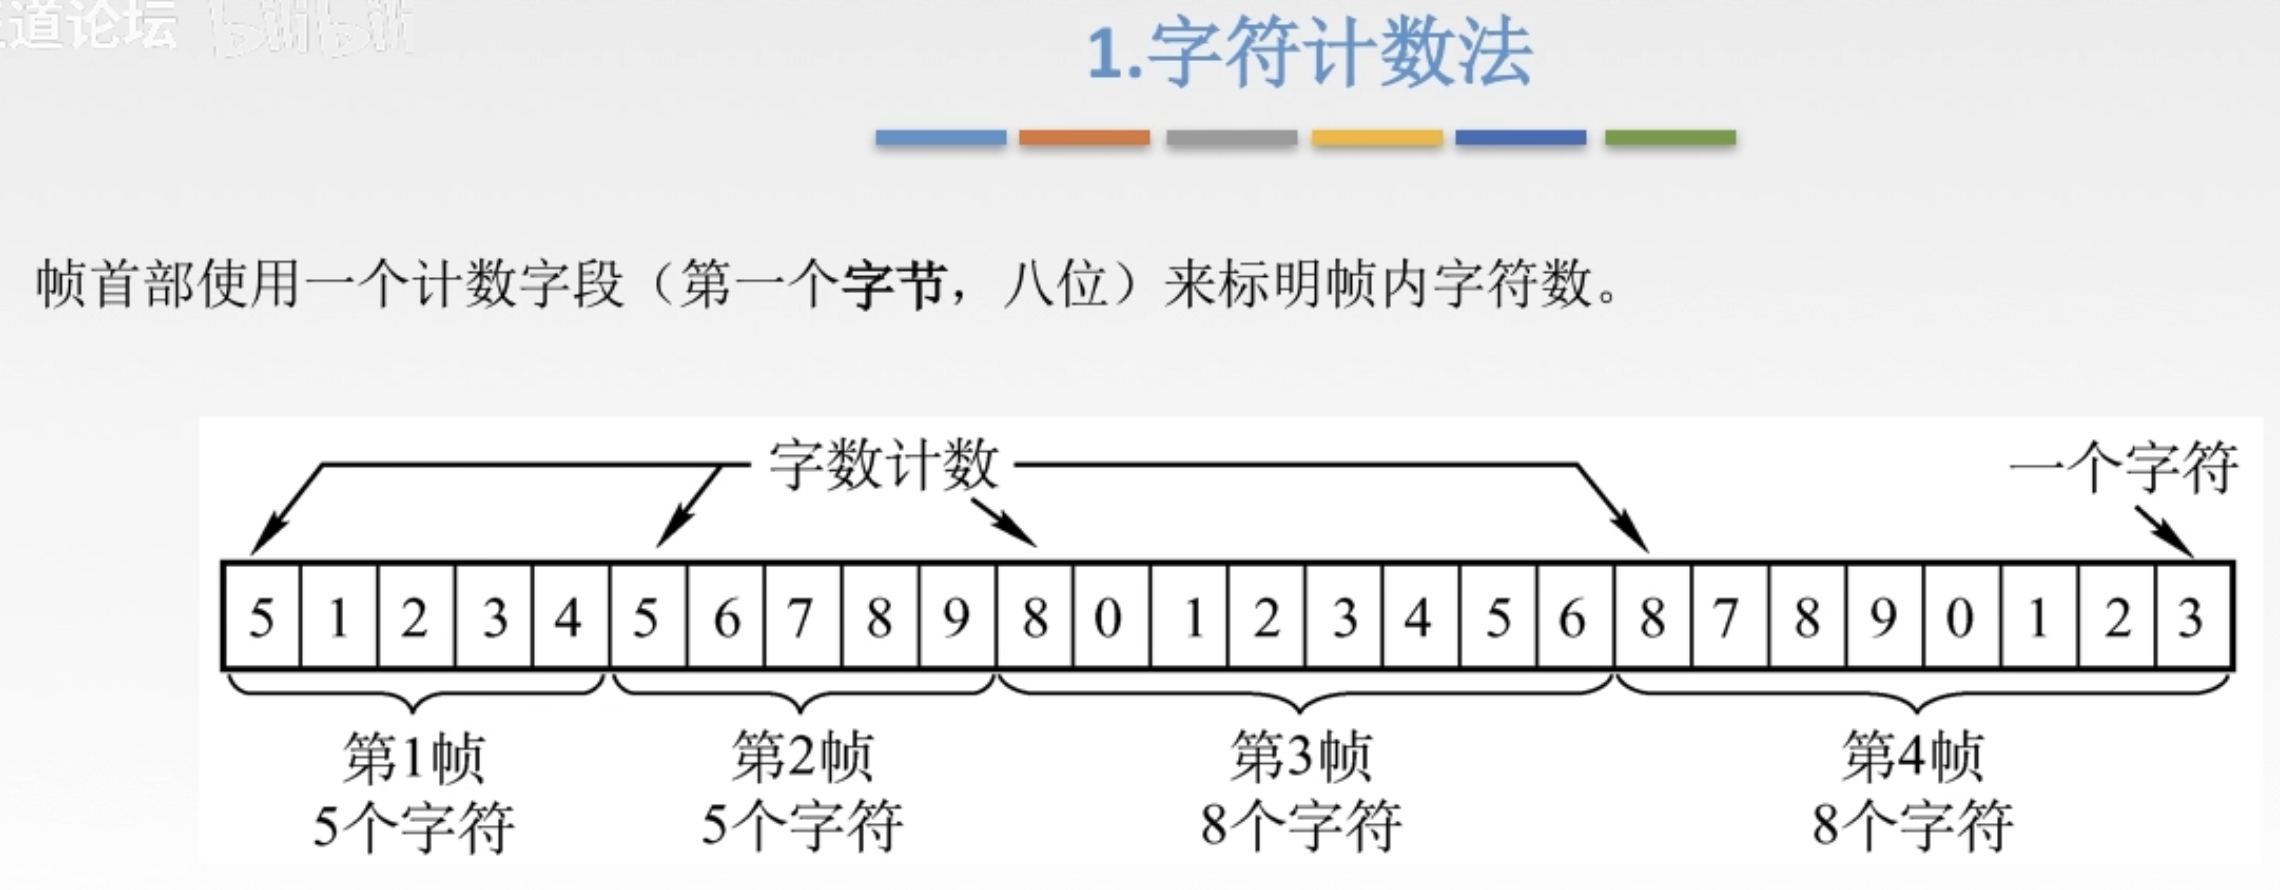 道论坛 bilibili
1.字符计数法
帧首部使用一个计数字段（第一个字节，八位）来标明帧内字符数。
字数计数 一个字符
5 1 2 3 4 5 6 7 8 9 8 0 1 2 3 4 5 6 8 7 8 9 0 1 2 3
第1帧 第2帧 第3帧 第4帧
5个字符 5个字符 8个字符 8个字符